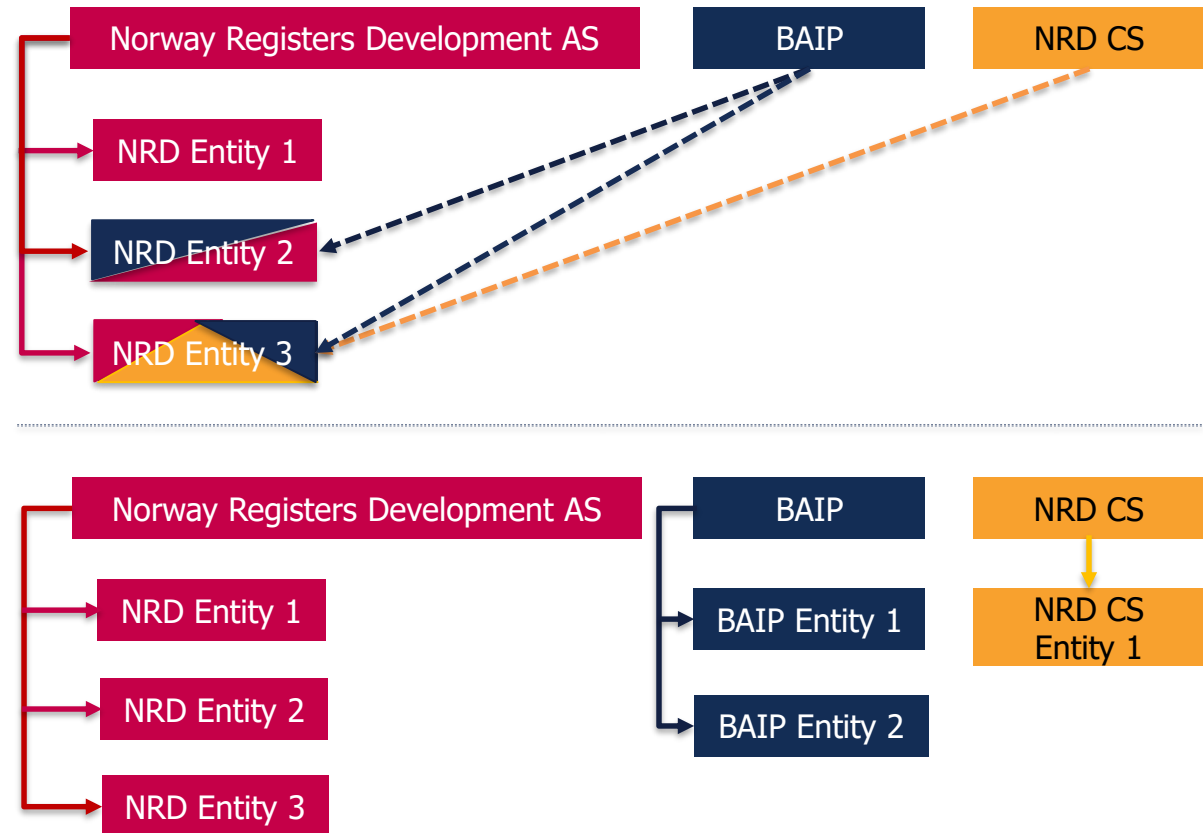 Norway Registers Development AS
BAIP
NRD CS
NRD Entity 1
NRD Entity 2
NRD Entity 3
Norway Registers Development AS
BAIP
NRD CS
NRD Entity 1
BAIP Entity 1
NRD CS
Entity 1
NRD Entity 2
BAIP Entity 2
NRD Entity 3